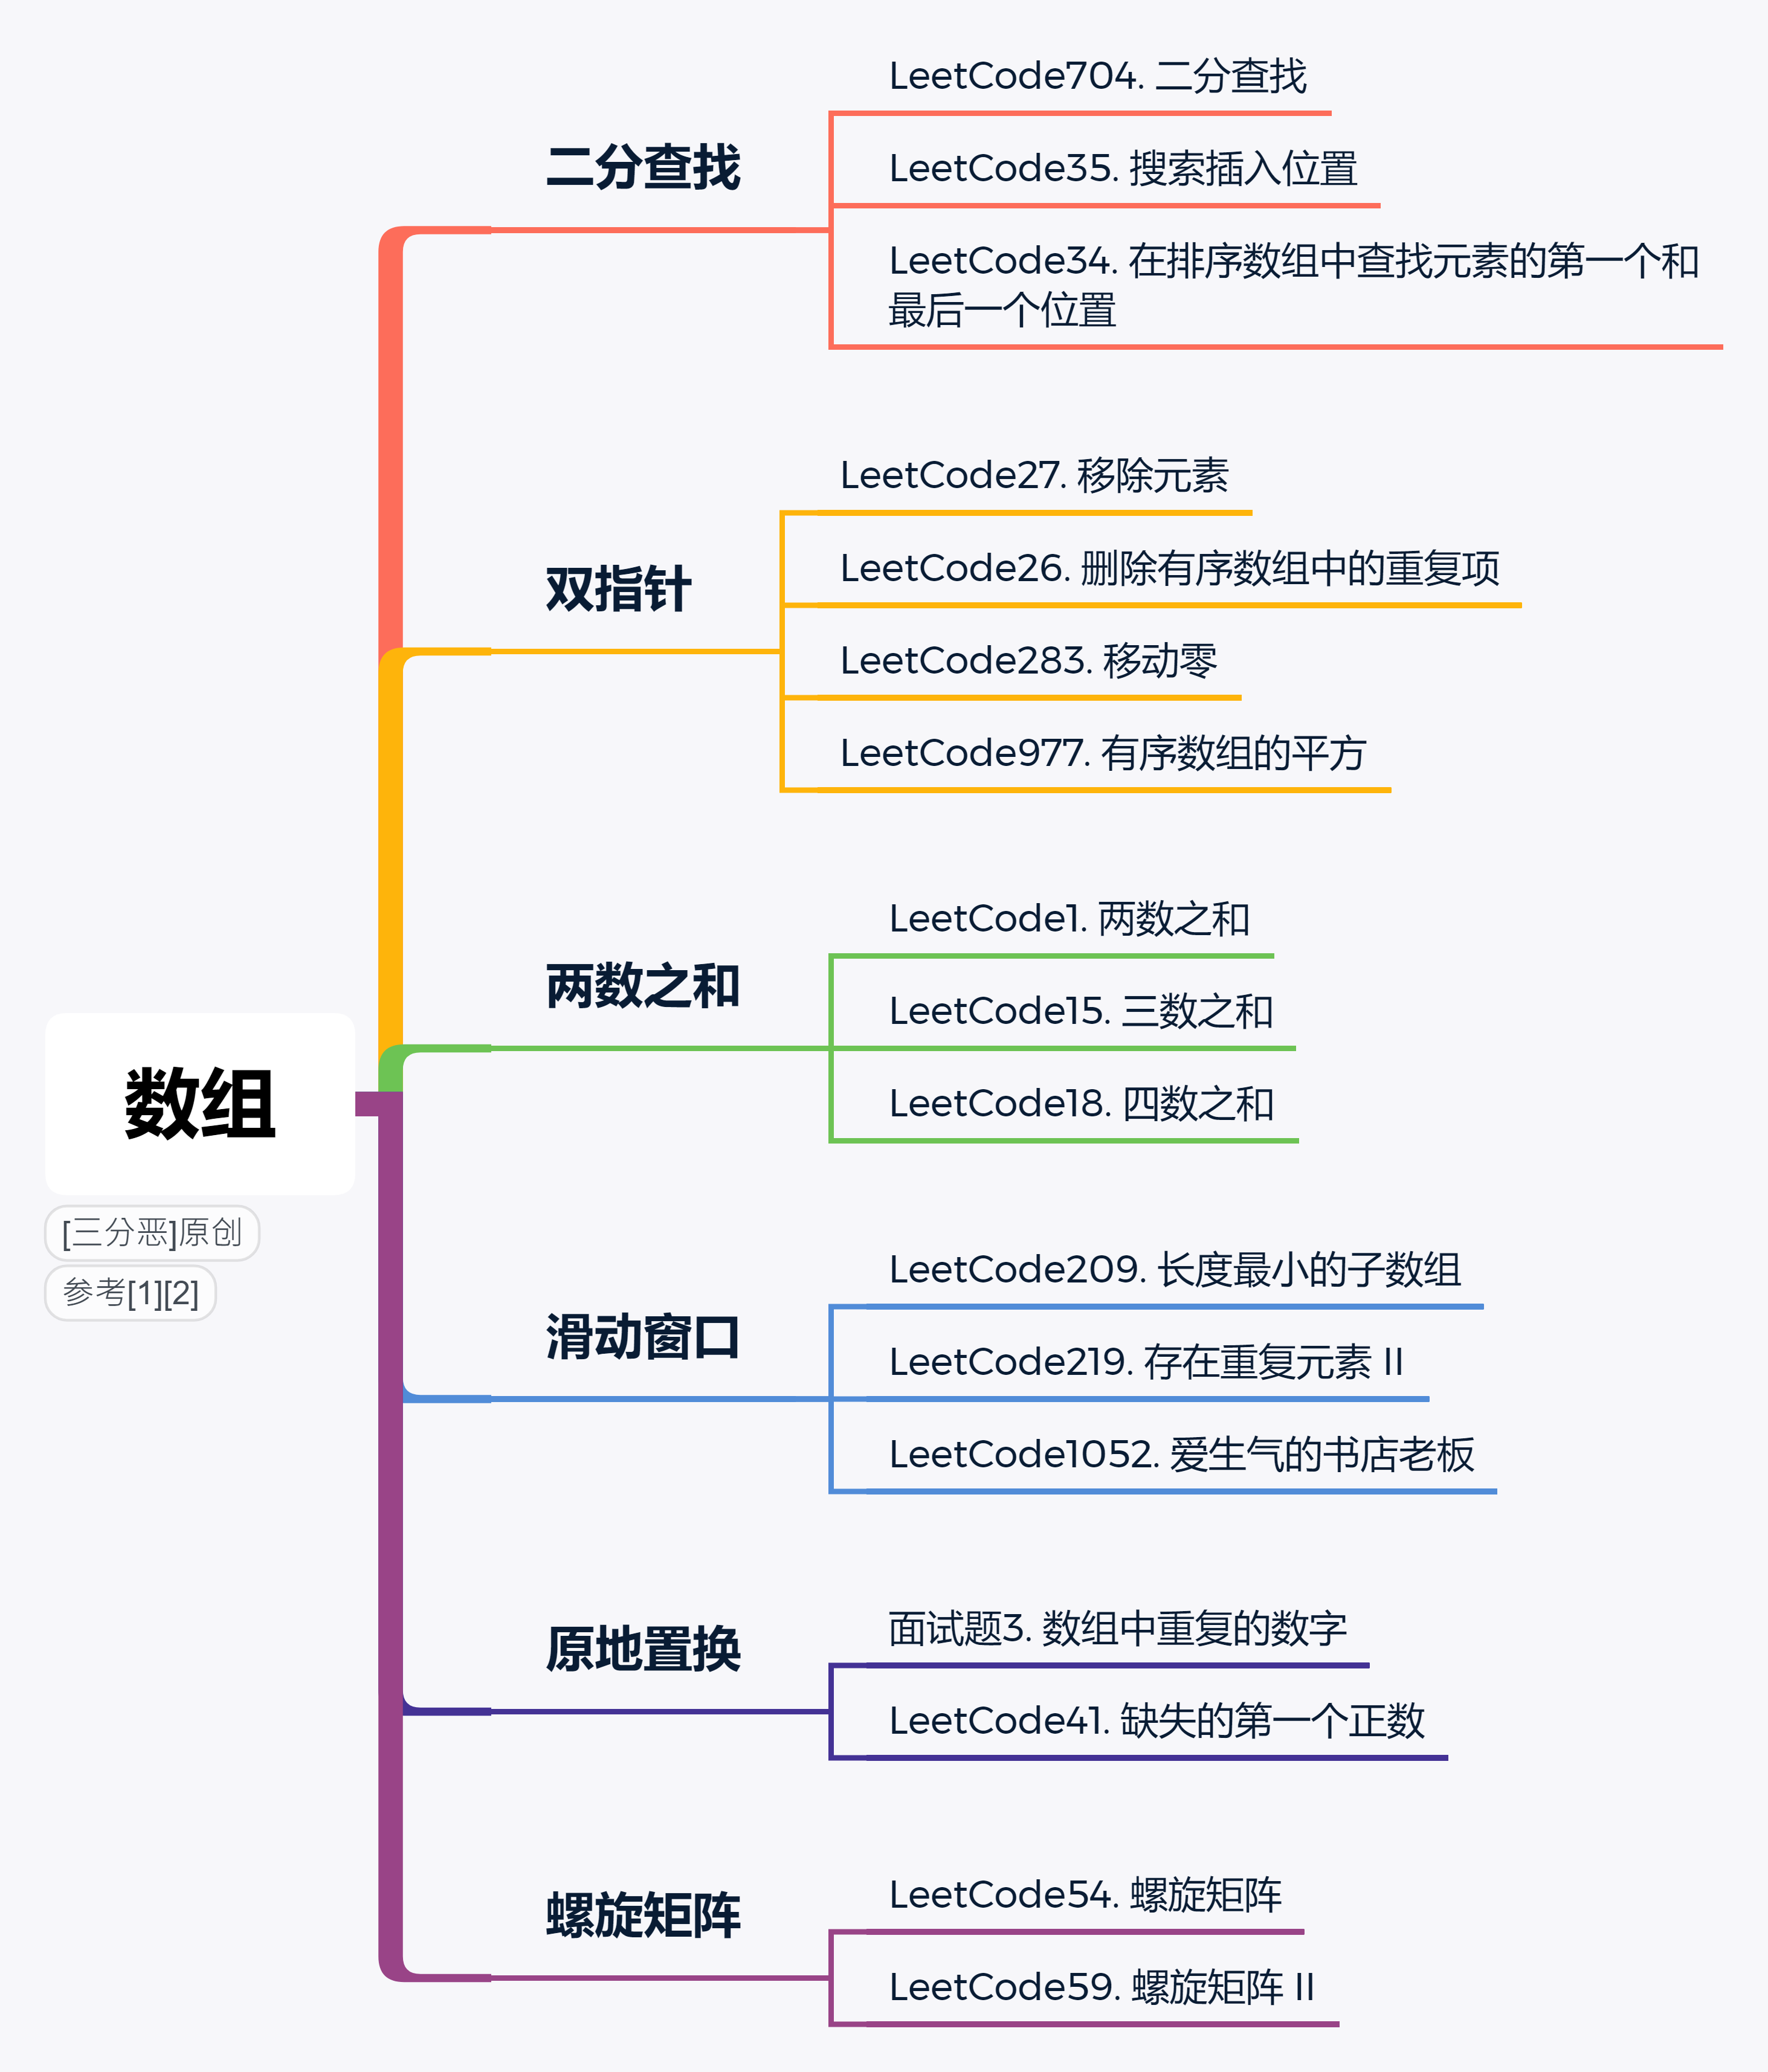 数组
[三分恶]原创
参考[1][2]
二分查找
LeetCode704. 二分查找
LeetCode35. 搜索插入位置
LeetCode34. 在排序数组中查找元素的第一个和
最后一个位置
双指针
LeetCode27. 移除元素
LeetCode26. 删除有序数组中的重复项
LeetCode283. 移动零
LeetCode977. 有序数组的平方
两数之和
LeetCode1. 两数之和
LeetCode15. 三数之和
LeetCode18. 四数之和
滑动窗口
LeetCode209. 长度最小的子数组
LeetCode219. 存在重复元素 II
LeetCode1052. 爱生气的书店老板
原地置换
面试题3. 数组中重复的数字
LeetCode41. 缺失的第一个正数
螺旋矩阵
LeetCode54. 螺旋矩阵
LeetCode59. 螺旋矩阵 II